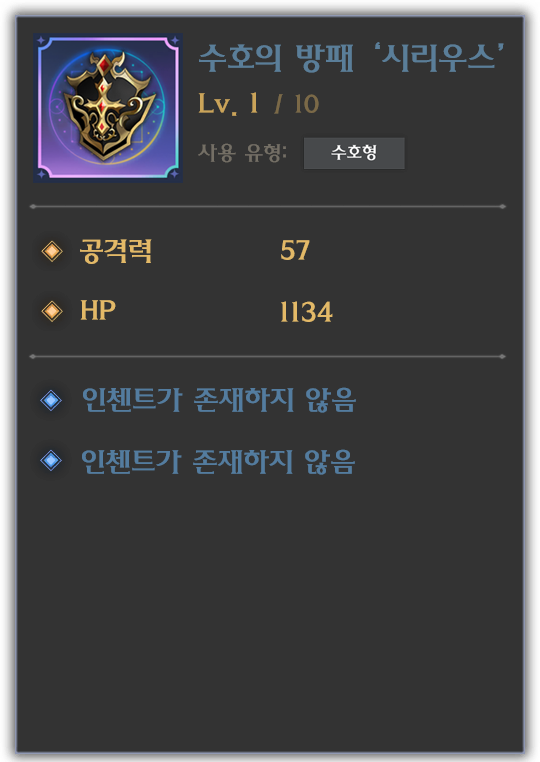 수호의 방패 ‘시리우스’
Lv. 1 / 10
사용 유형: 수호형
공격력 57
HP 1134
인첸트가 존재하지 않음
인첸트가 존재하지 않음